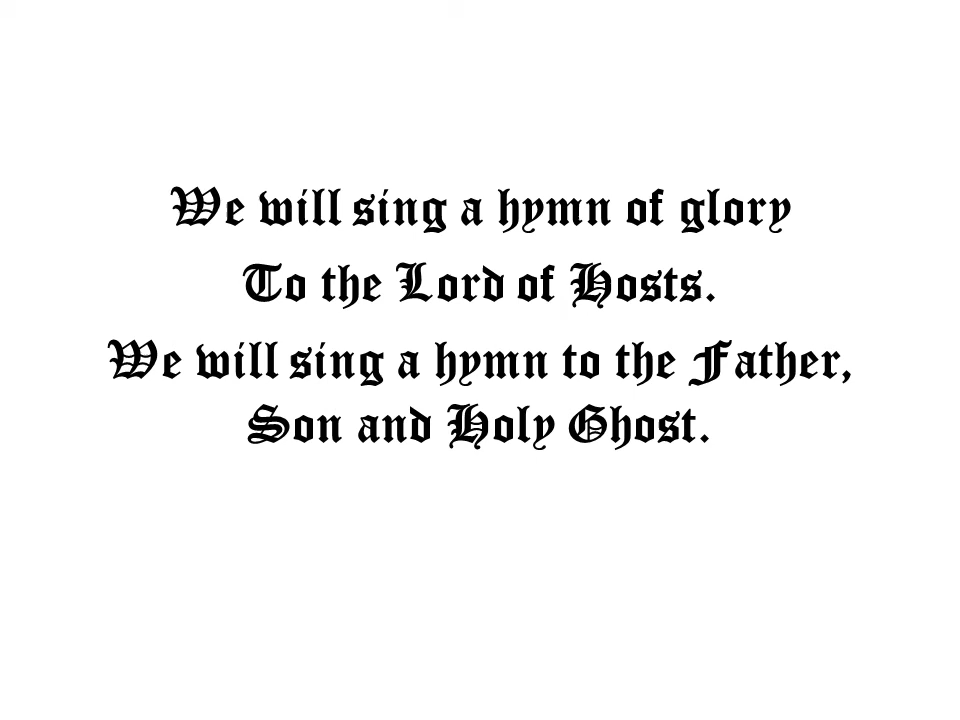 We will sing a hymn of glory
To the Lord of Hosts.
We will sing a hymn to the Father,
Son and Holy Ghost.